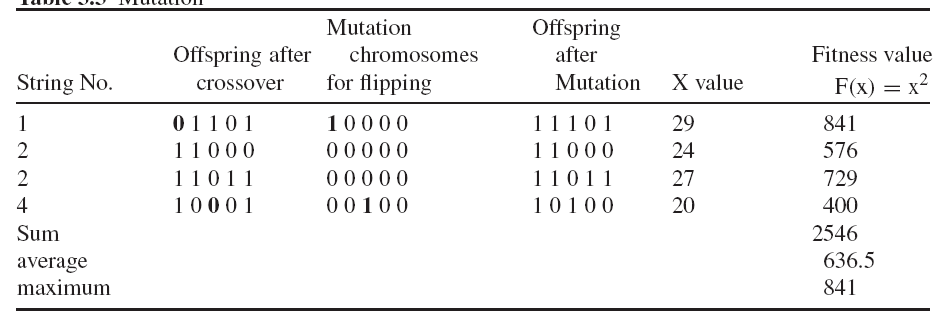 Table 3.3 Mutation
Mutation Offspring
Offspring after chromosomes after Fitness value
String No. crossover for flipping Mutation X value F(x) = x²
1 0 1 1 0 1 1 0 0 0 0 1 1 1 0 1 29 841
2 1 1 0 0 0 0 0 0 0 0 1 1 0 0 0 24 576
2 1 1 0 1 1 0 0 0 0 0 1 1 0 1 1 27 729
4 1 0 0 0 1 0 0 1 0 0 1 0 1 0 0 20 400
Sum 2546
average 636.5
maximum 841